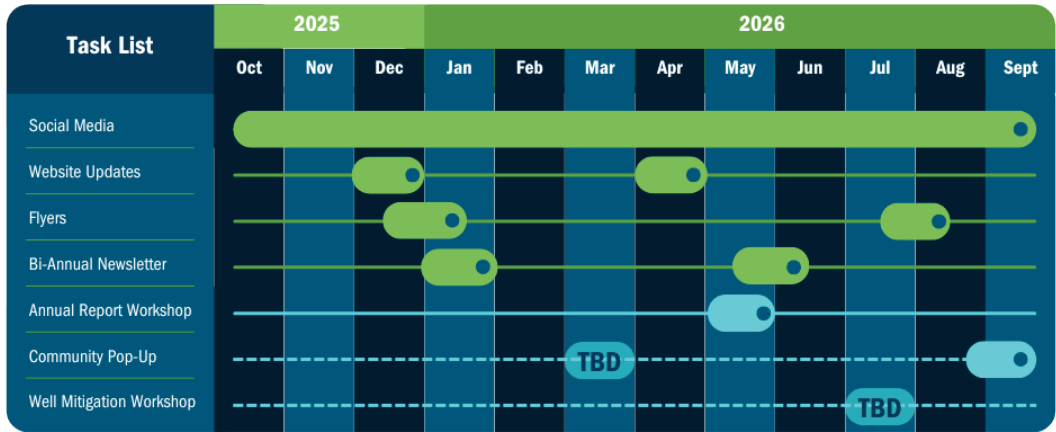 Task List
2025 2026
Oct Nov Dec Jan Feb Mar Apr May Jun Jul Aug Sept
Social Media
Website Updates
Flyers
Bi-Annual Newsletter
Annual Report Workshop
Community Pop-Up TBD
Well Mitigation Workshop TBD